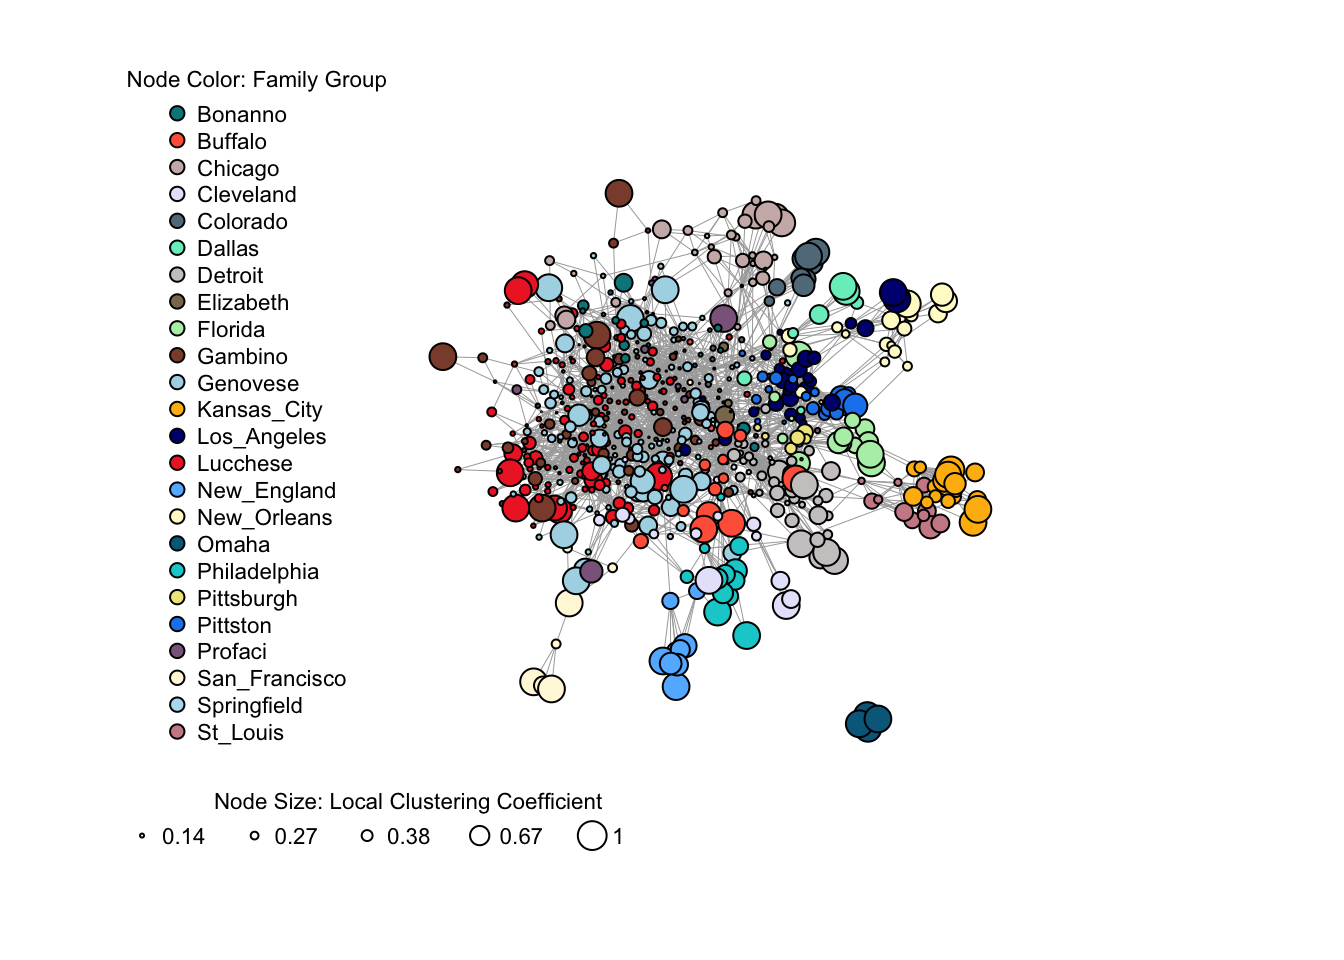 Node Color: Family Group
Bonanno
Buffalo
Chicago
Cleveland
Colorado
Dallas
Detroit
Elizabeth
Florida
Gambino
Genovese
Kansas_City
Los_Angeles
Lucchese
New_England
New_Orleans
Omaha
Philadelphia
Pittsburgh
Pittston
Profaci
San_Francisco
Springfield
St_Louis
Node Size: Local Clustering Coefficient
0.14 0.27 0.38 0.67 1